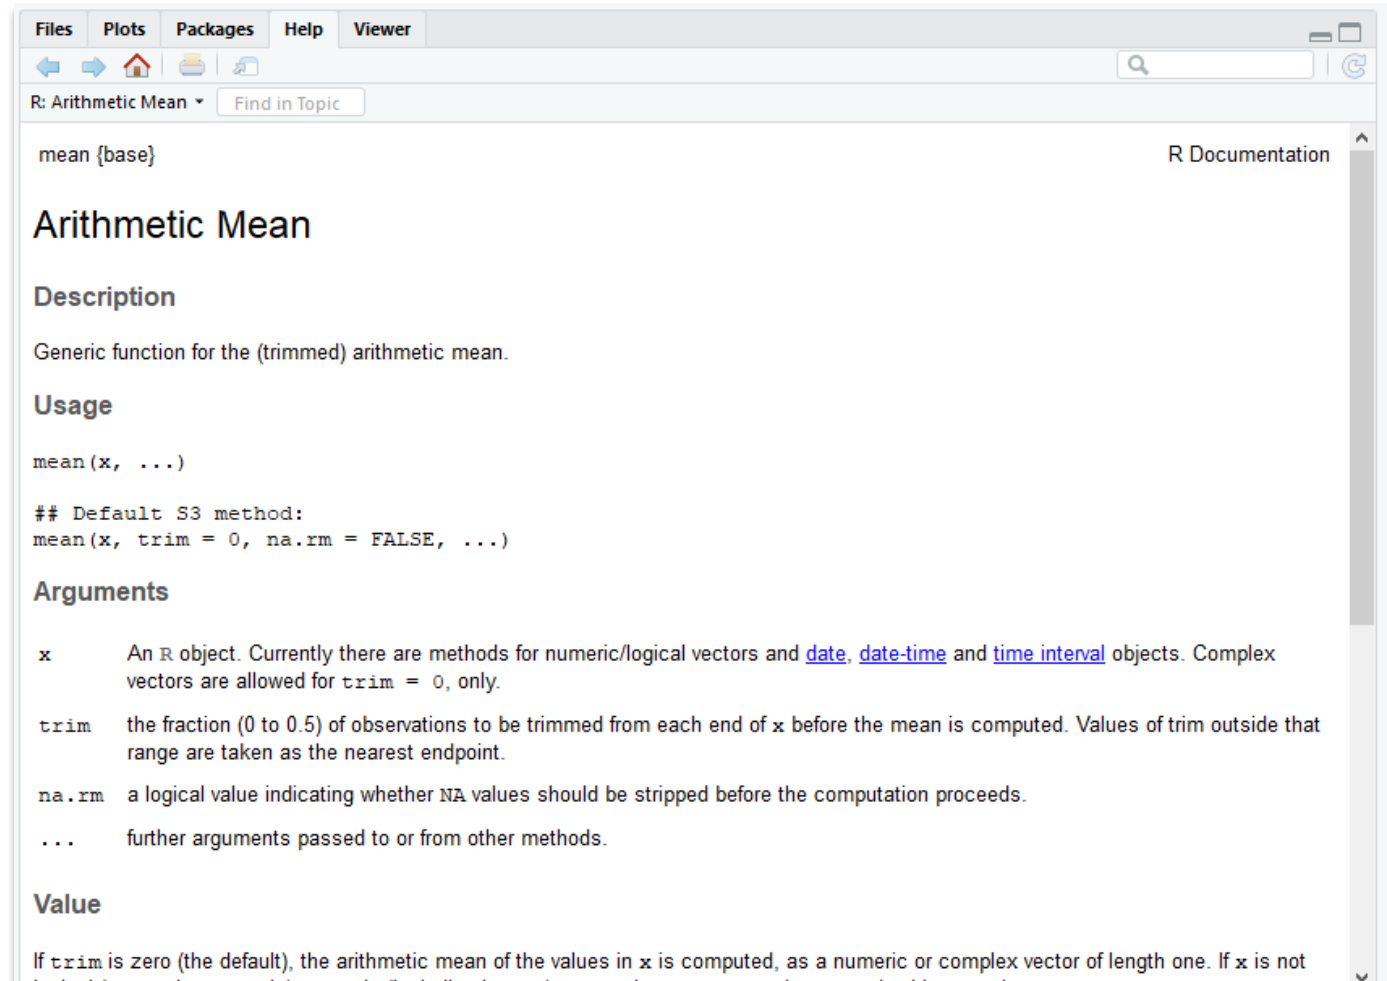 Files Plots Packages Help Viewer
R: Arithmetic Mean Find in Topic
mean {base} R Documentation
Arithmetic Mean
Description
Generic function for the (trimmed) arithmetic mean.
Usage
mean(x, ...)
## Default S3 method:
mean(x, trim = 0, na.rm = FALSE, ...)
Arguments
x An R object. Currently there are methods for numeric/logical vectors and date, date-time and time interval objects. Complex
vectors are allowed for trim = 0, only.
trim the fraction (0 to 0.5) of observations to be trimmed from each end of x before the mean is computed. Values of trim outside that
range are taken as the nearest endpoint.
na.rm a logical value indicating whether NA values should be stripped before the computation proceeds.
... further arguments passed to or from other methods.
Value
If trim is zero (the default), the arithmetic mean of the values in x is computed, as a numeric or complex vector of length one. If x is not